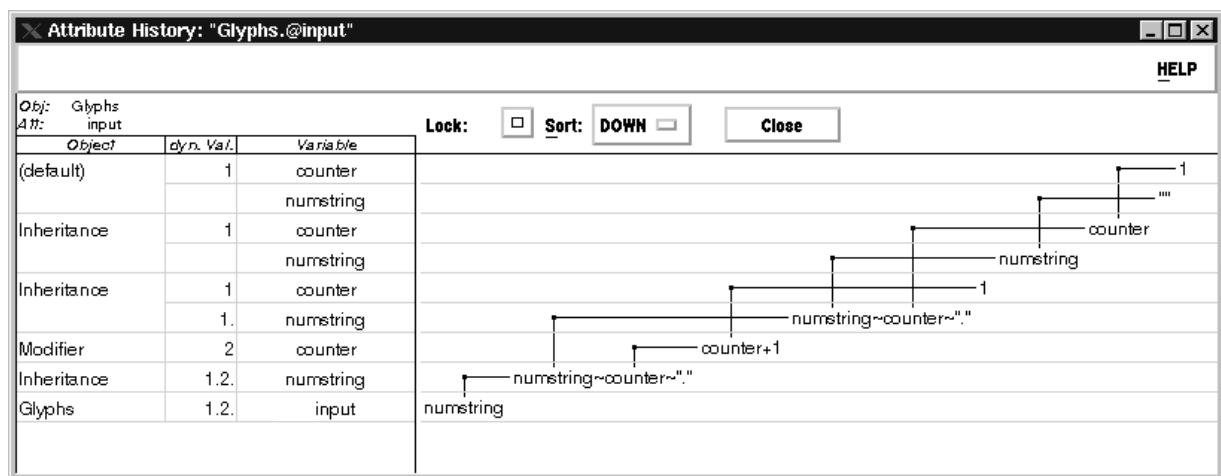 Attribute History: "Glyphs.@input"
HELP
Obj: Glyphs
Att: input
Lock: Sort: DOWN Close
Object dyn. Val. Variable
(default) 1 counter 1
numstring ""
Inheritance 1 counter counter
numstring numstring
Inheritance 1 counter 1
1. numstring numstring~counter~"."
Modifier 2 counter counter+1
Inheritance 1.2. numstring numstring~counter~"."
Glyphs 1.2. input numstring